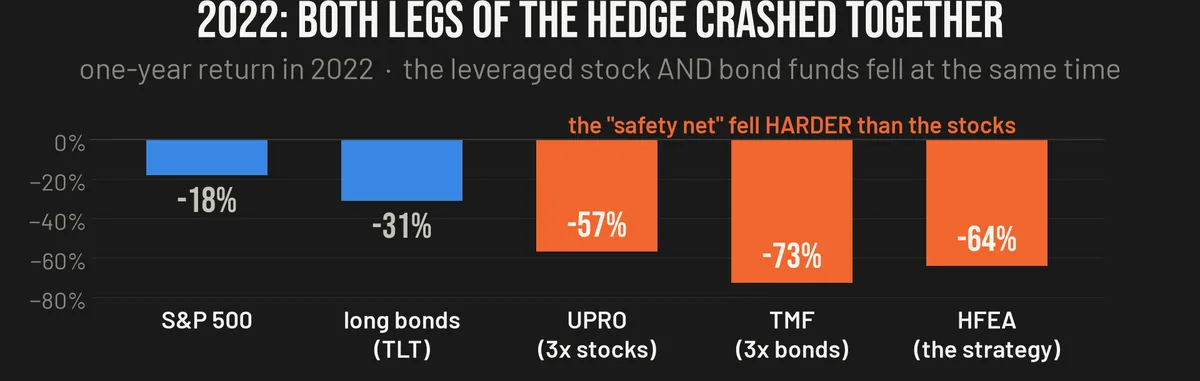 2022: BOTH LEGS OF THE HEDGE CRASHED TOGETHER
one-year return in 2022 · the leveraged stock AND bond funds fell at the same time
the "safety net" fell HARDER than the stocks
0%
−20%
−40%
−60%
−80%
-18%
-31%
-57%
-73%
-64%
S&P 500
long bonds
(TLT)
UPRO
(3x stocks)
TMF
(3x bonds)
HFEA
(the strategy)